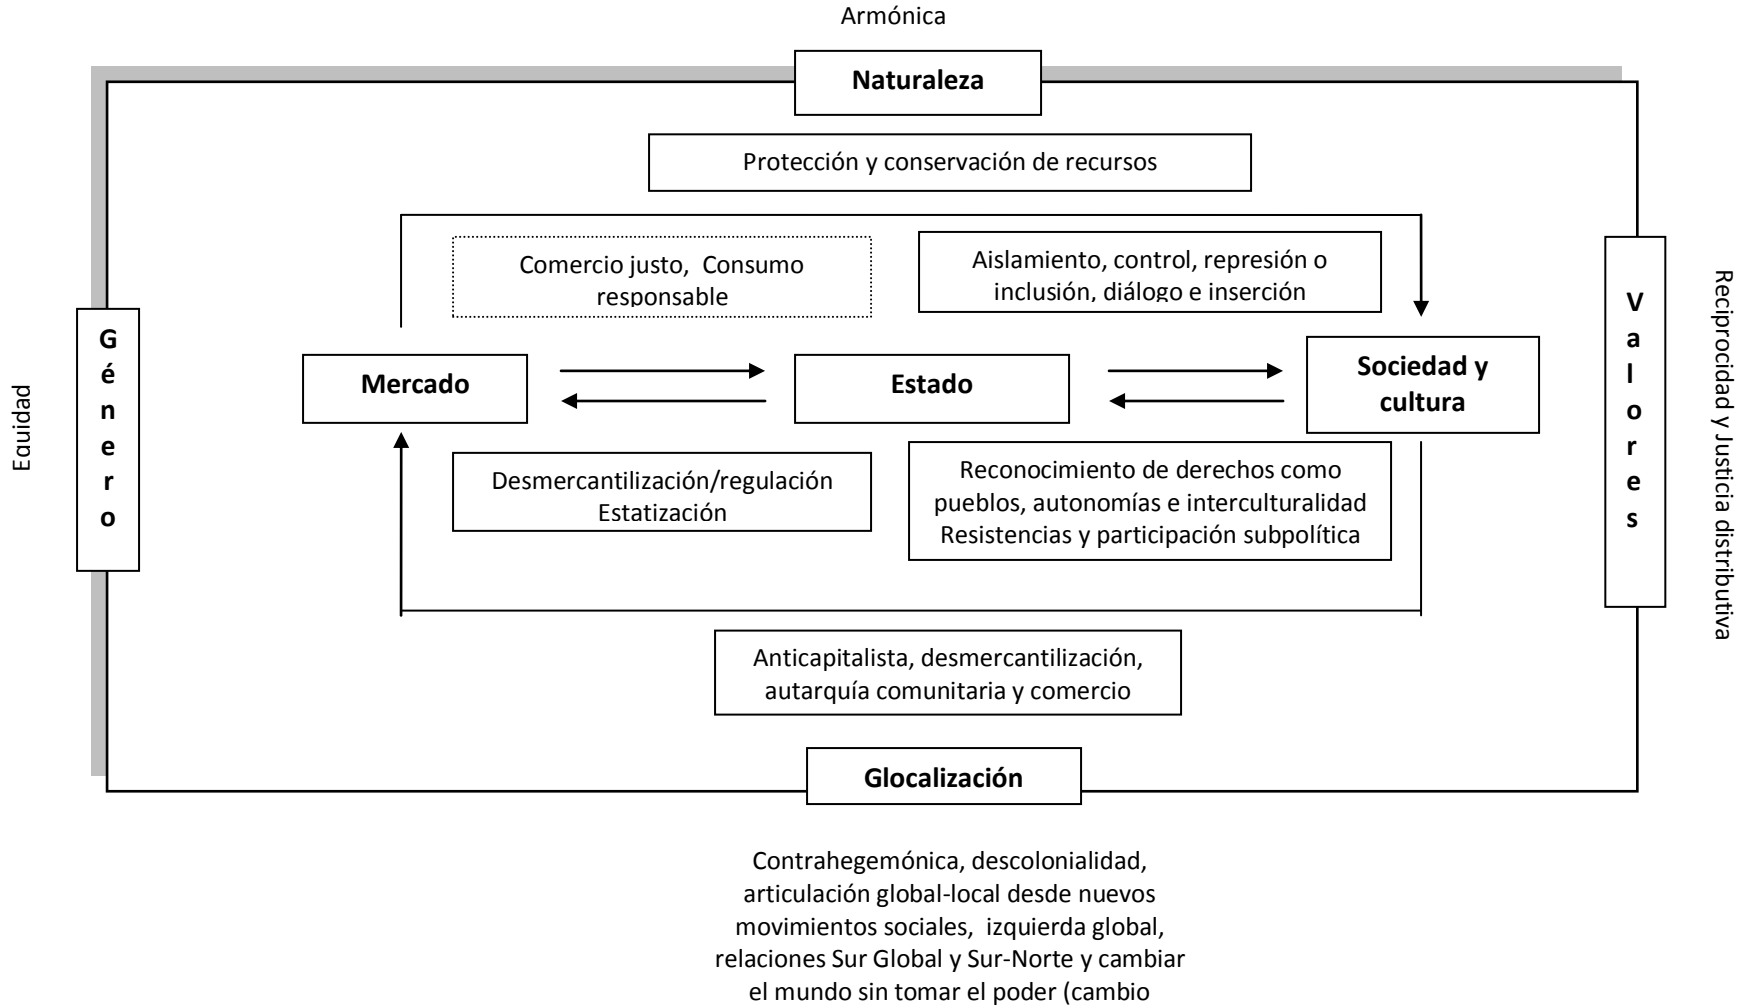 Armónica
Naturaleza
Protección y conservación de recursos
Comercio justo,  Consumo
responsable
Aislamiento, control, represión o
inclusión, diálogo e inserción
Género
Equidad
Mercado
Estado
Sociedad y
cultura
Valores
Reciprocidad y Justicia distributiva
Desmercantilización/regulación
Estatización
Reconocimiento de derechos como
pueblos, autonomías e interculturalidad
Resistencias y participación subpolítica
Anticapitalista, desmercantilización,
autarquía comunitaria y comercio
Glocalización
Contrahegemónica, descolonialidad,
articulación global-local desde nuevos
movimientos sociales,  izquierda global,
relaciones Sur Global y Sur-Norte y cambiar
el mundo sin tomar el poder (cambio